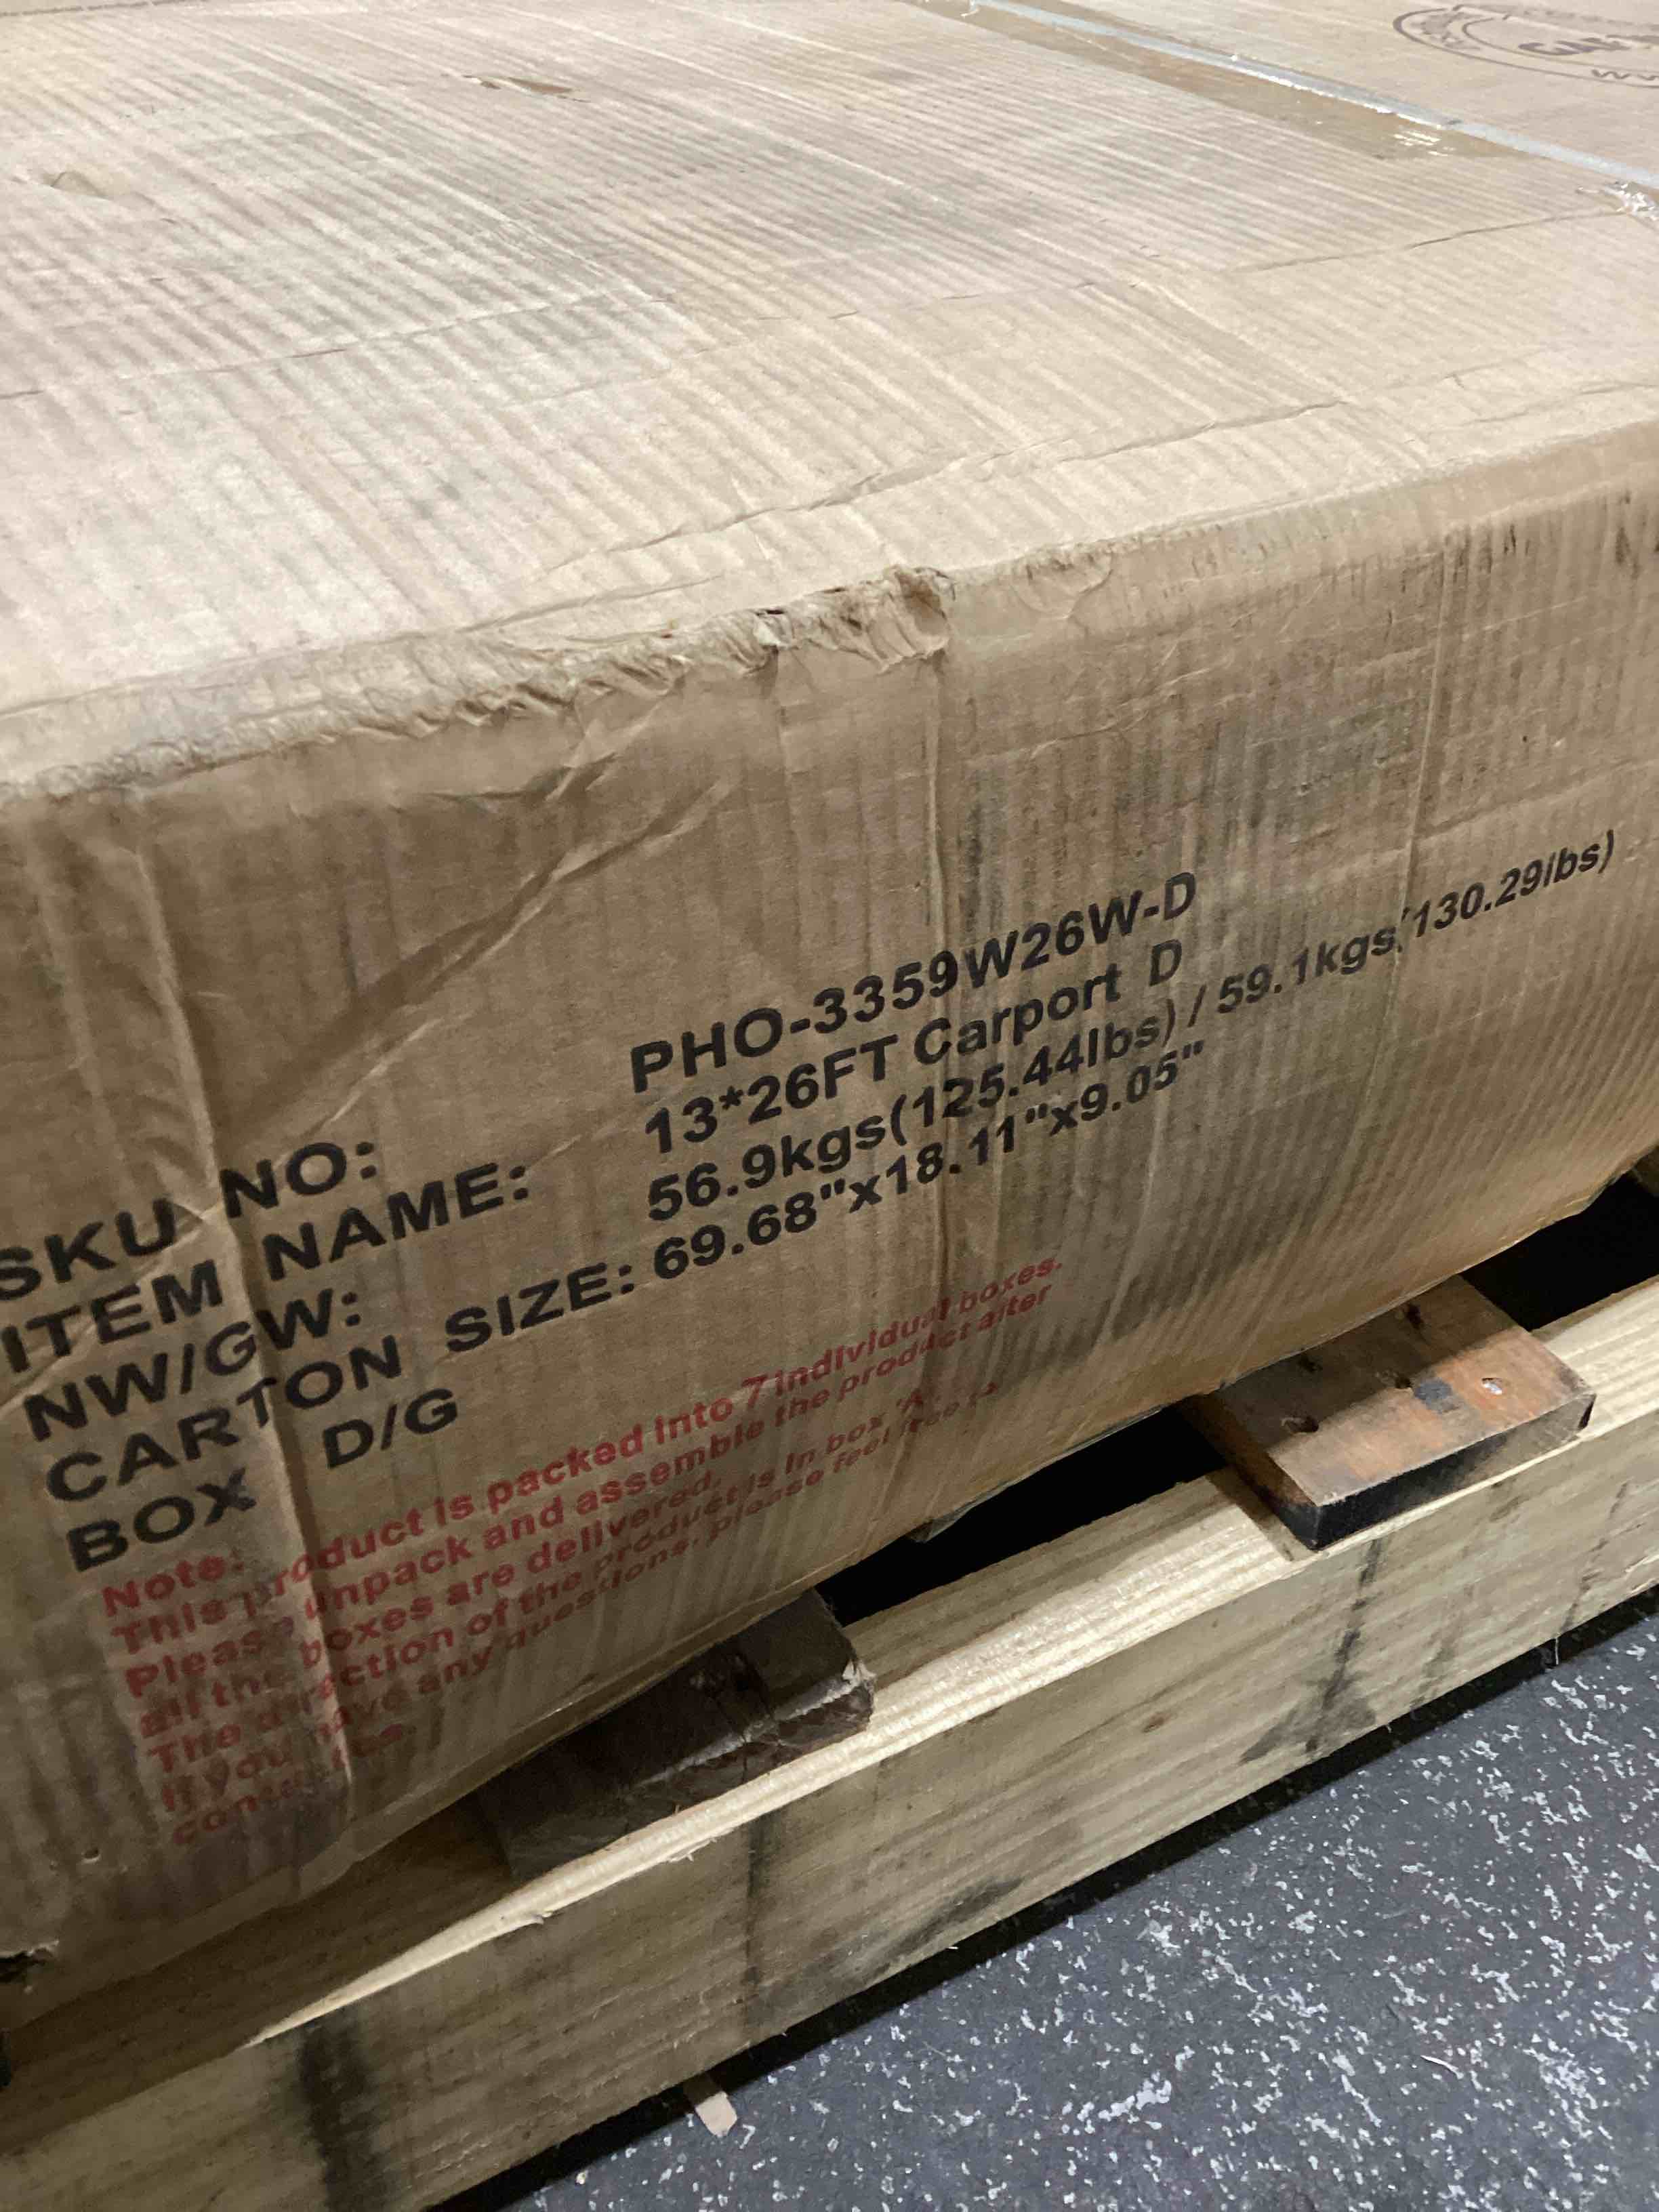 SKU NO: PHO-3359W26W-D
ITEM NAME: 13*26FT Carport D
NW/GW: 56.9kgs(125.44lbs) / 59.1kgs(130.29lbs)
CARTON SIZE: 69.68"x18.11"x9.05"
BOX D/G
Note:
This product is packed into 7 individual boxes.
Please unpack and assemble the product after
all the boxes are delivered.
The direction of the product is in box 'A'.
If you have any questions, please feel free to